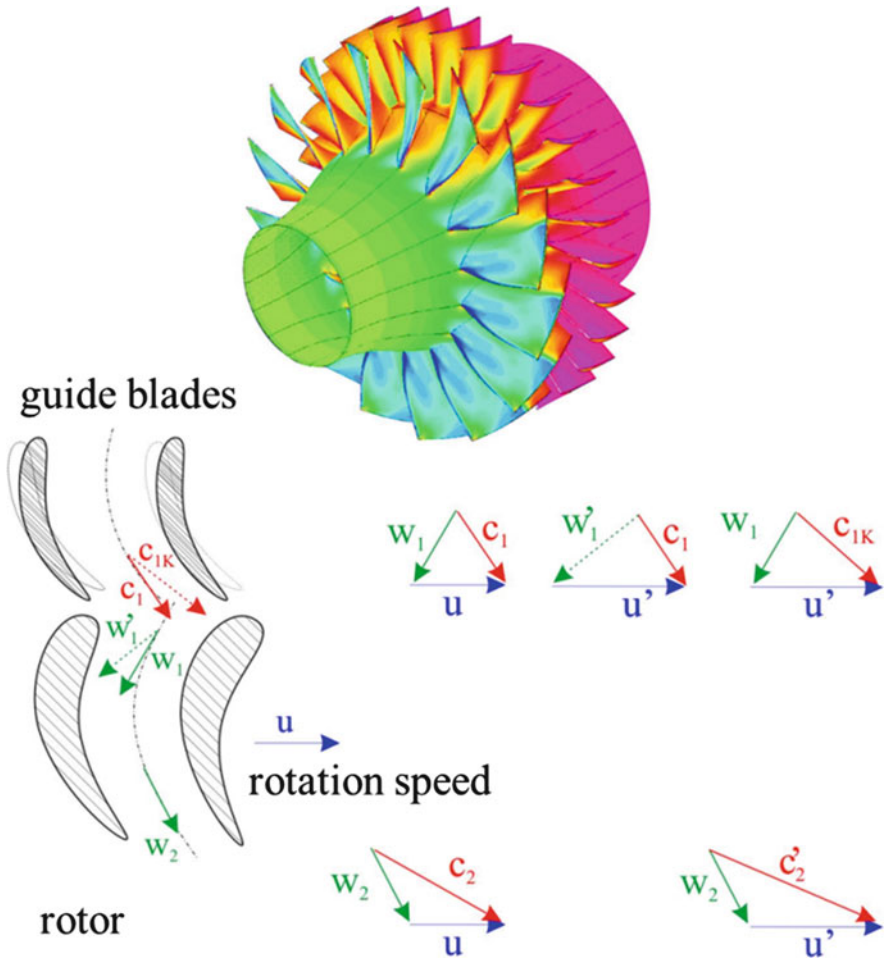 guide blades
c1K
c1
w'1
w1
w1
c1
u
w'1
c1
u'
w1
c1K
u'
u
rotation speed
w2
w2
c2
u
w2
c'2
u'
rotor